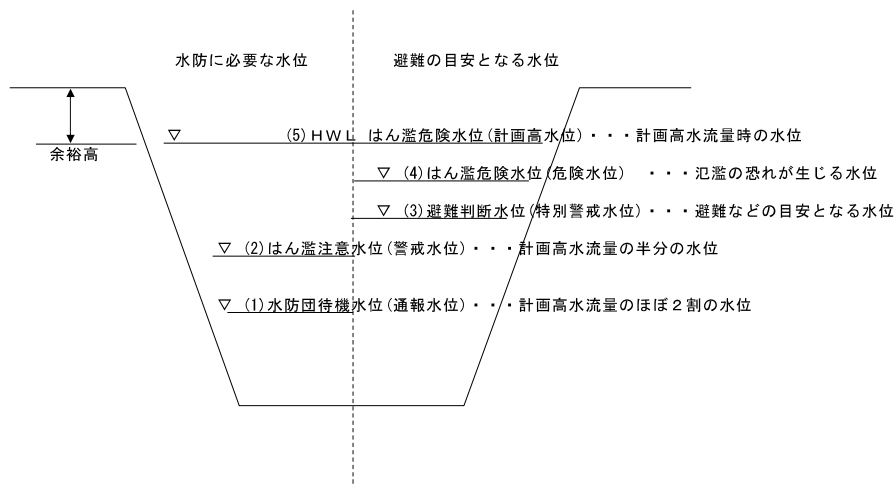 水防に必要な水位
避難の目安となる水位
▽ (5)ＨＷＬ はん濫危険水位(計画高水位)・・・計画高水流量時の水位
余裕高
▽ (4)はん濫危険水位(危険水位) ・・・氾濫の恐れが生じる水位
▽ (3)避難判断水位(特別警戒水位)・・・避難などの目安となる水位
▽ (2)はん濫注意水位(警戒水位)・・・計画高水流量の半分の水位
▽ (1)水防団待機水位(通報水位)・・・計画高水流量のほぼ２割の水位